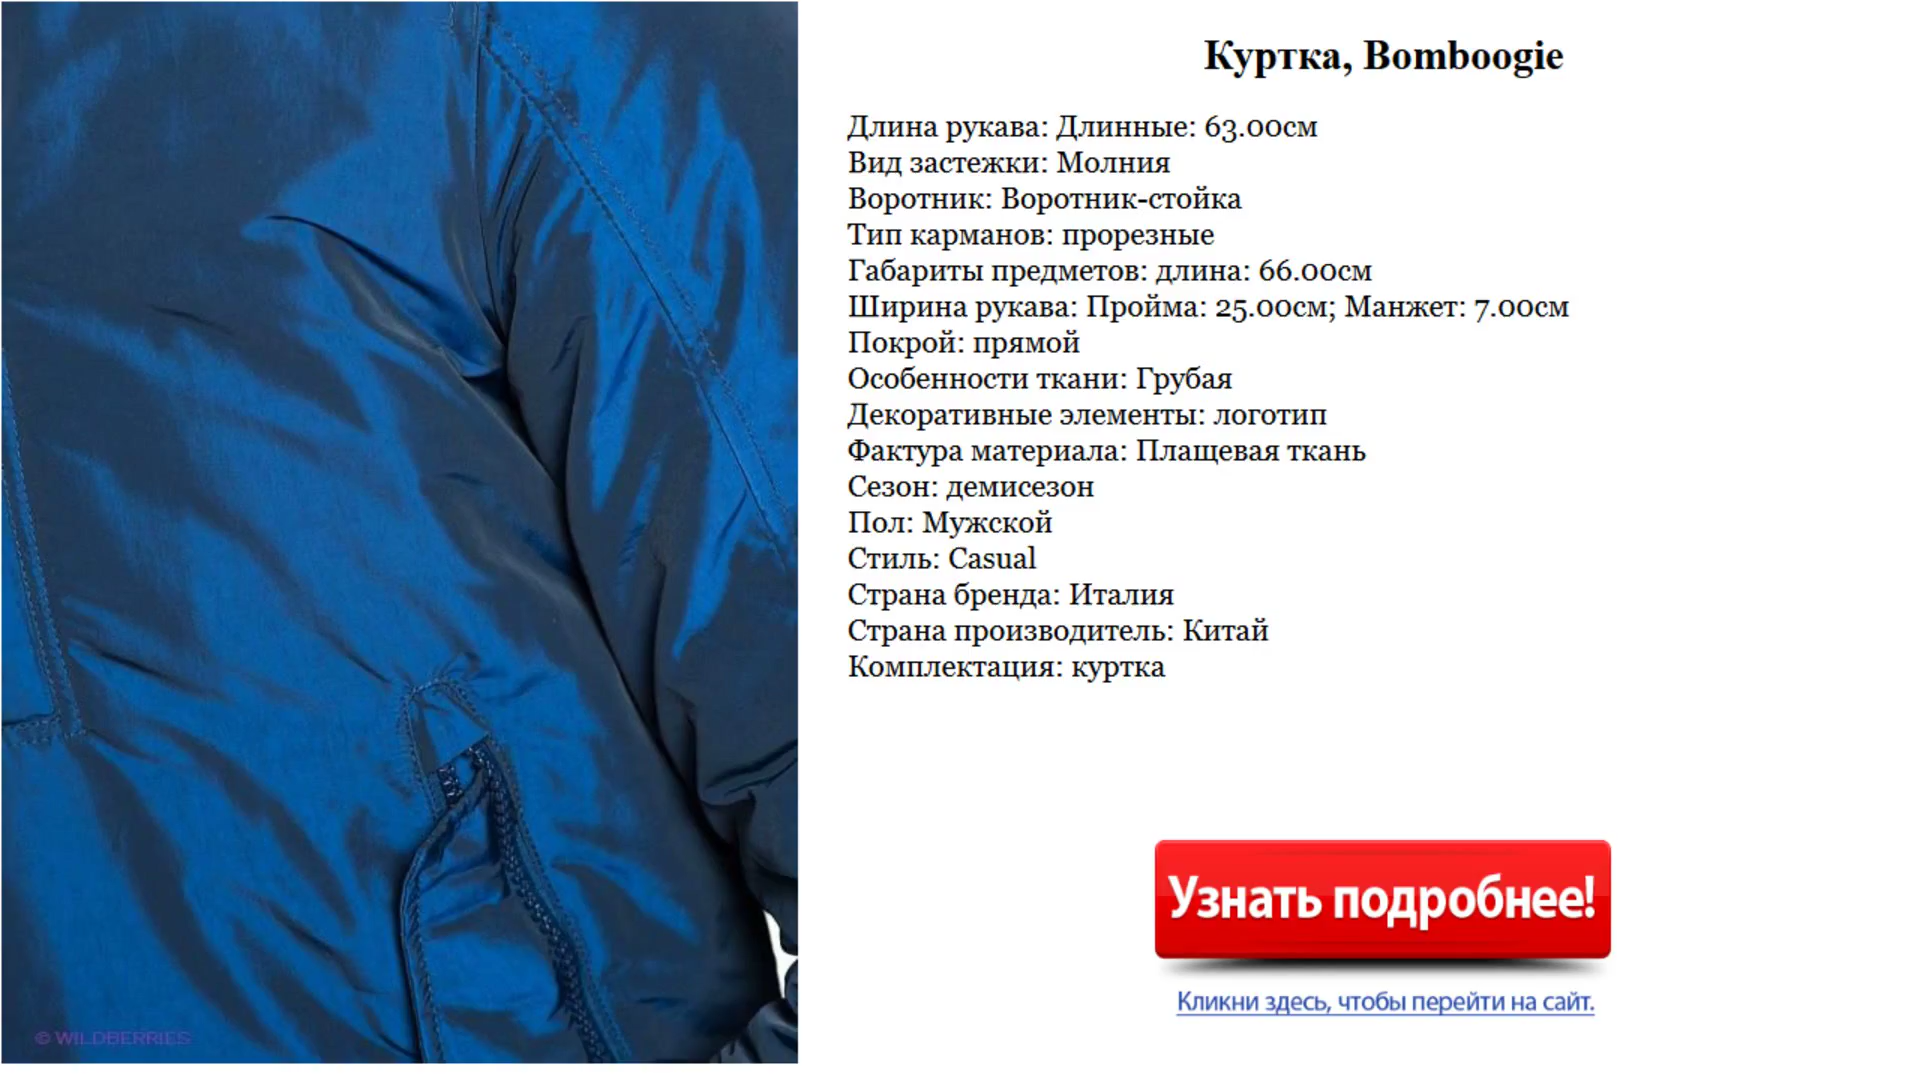 Куртка, Bomboogie
Длина рукава: Длинные: 63.00см
Вид застежки: Молния
Воротник: Воротник-стойка
Тип карманов: прорезные
Габариты предметов: длина: 66.00см
Ширина рукава: Пройма: 25.00см; Манжет: 7.00см
Покрой: прямой
Особенности ткани: Грубая
Декоративные элементы: логотип
Фактура материала: Плащевая ткань
Сезон: демисезон
Пол: Мужской
Стиль: Casual
Страна бренда: Италия
Страна производитель: Китай
Комплектация: куртка
Узнать подробнее!
Кликни здесь, чтобы перейти на сайт.
© WILDBERRIES